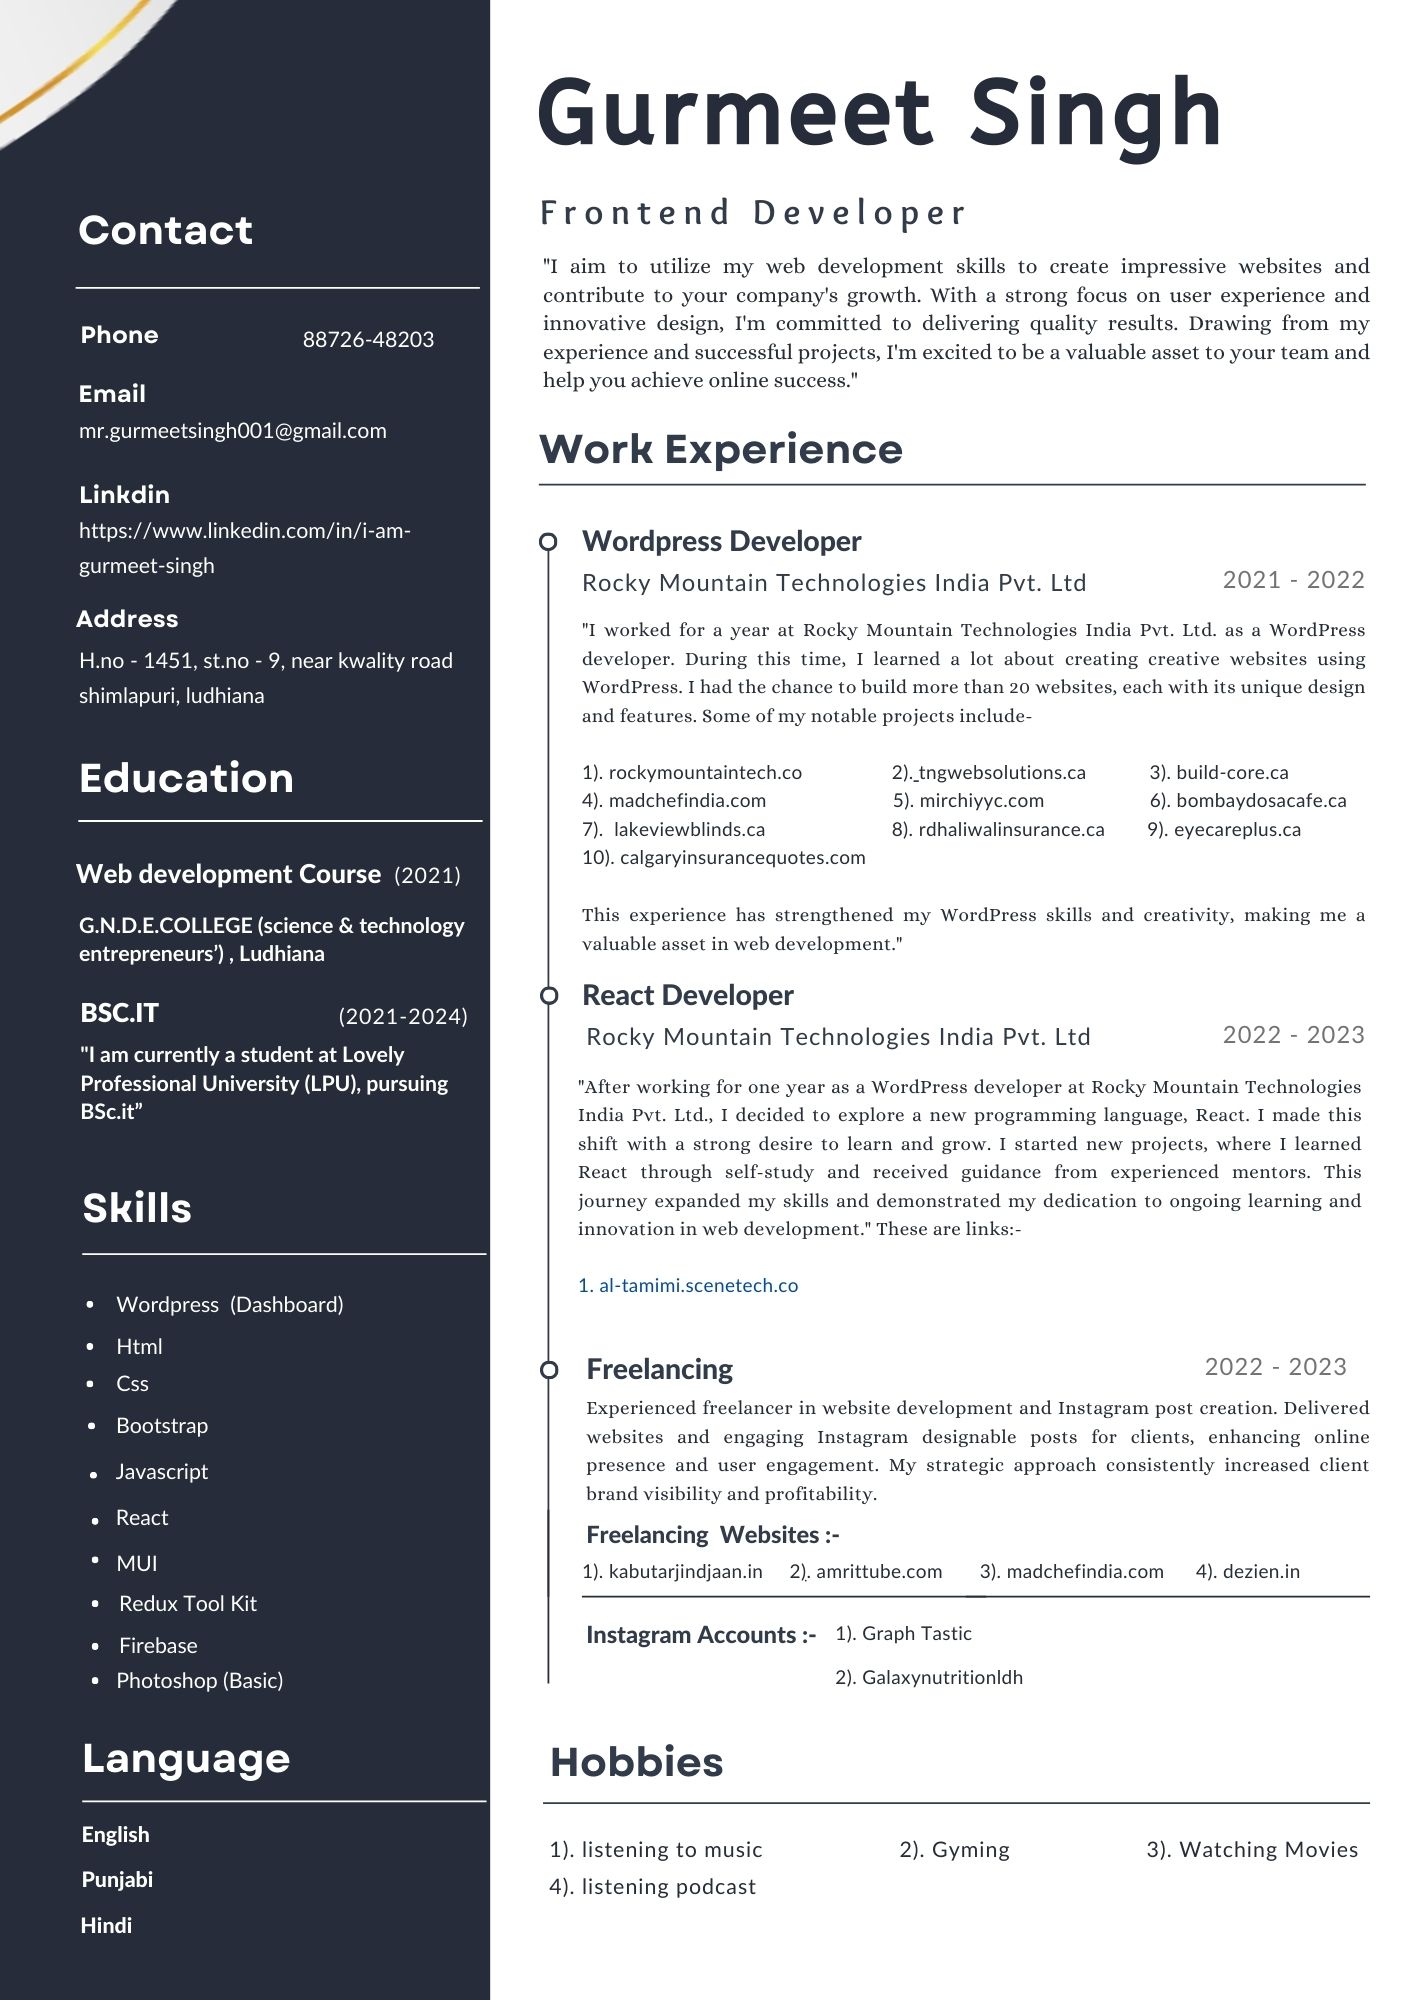 Contact
Phone 88726-48203
Email
mr.gurmeetsingh001@gmail.com
Linkdin
https://www.linkedin.com/in/i-am-
gurmeet-singh
Address
H.no - 1451, st.no - 9, near kwality road
shimlapuri, ludhiana
Education
Web development Course (2021)
G.N.D.E.COLLEGE (science & technology
entrepreneurs’) , Ludhiana
BSC.IT (2021-2024)
"I am currently a student at Lovely
Professional University (LPU), pursuing
BSc.it”
Skills
• Wordpress (Dashboard)
• Html
• Css
• Bootstrap
• Javascript
• React
• MUI
• Redux Tool Kit
• Firebase
• Photoshop (Basic)
Language
English
Punjabi
Hindi
Gurmeet Singh
Frontend Developer
"I aim to utilize my web development skills to create impressive websites and
contribute to your company's growth. With a strong focus on user experience and
innovative design, I'm committed to delivering quality results. Drawing from my
experience and successful projects, I'm excited to be a valuable asset to your team and
help you achieve online success."
Work Experience
Wordpress Developer
Rocky Mountain Technologies India Pvt. Ltd 2021 - 2022
"I worked for a year at Rocky Mountain Technologies India Pvt. Ltd. as a WordPress
developer. During this time, I learned a lot about creating creative websites using
WordPress. I had the chance to build more than 20 websites, each with its unique design
and features. Some of my notable projects include-
1). rockymountaintech.co 2). tngwebsolutions.ca 3). build-core.ca
4). madchefindia.com 5). mirchiyyc.com 6). bombaydosacafe.ca
7). lakeviewblinds.ca 8). rdhaliwalinsurance.ca 9). eyecareplus.ca
10). calgaryinsurancequotes.com
This experience has strengthened my WordPress skills and creativity, making me a
valuable asset in web development."
React Developer
Rocky Mountain Technologies India Pvt. Ltd 2022 - 2023
"After working for one year as a WordPress developer at Rocky Mountain Technologies
India Pvt. Ltd., I decided to explore a new programming language, React. I made this
shift with a strong desire to learn and grow. I started new projects, where I learned
React through self-study and received guidance from experienced mentors. This
journey expanded my skills and demonstrated my dedication to ongoing learning and
innovation in web development." These are links:-
1. al-tamimi.scenetech.co
Freelancing 2022 - 2023
Experienced freelancer in website development and Instagram post creation. Delivered
websites and engaging Instagram designable posts for clients, enhancing online
presence and user engagement. My strategic approach consistently increased client
brand visibility and profitability.
Freelancing Websites :-
1). kabutarjindjaan.in 2). amrittube.com 3). madchefindia.com 4). dezien.in
Instagram Accounts :- 1). Graph Tastic
2). Galaxynutritionldh
Hobbies
1). listening to music 2). Gyming 3). Watching Movies
4). listening podcast